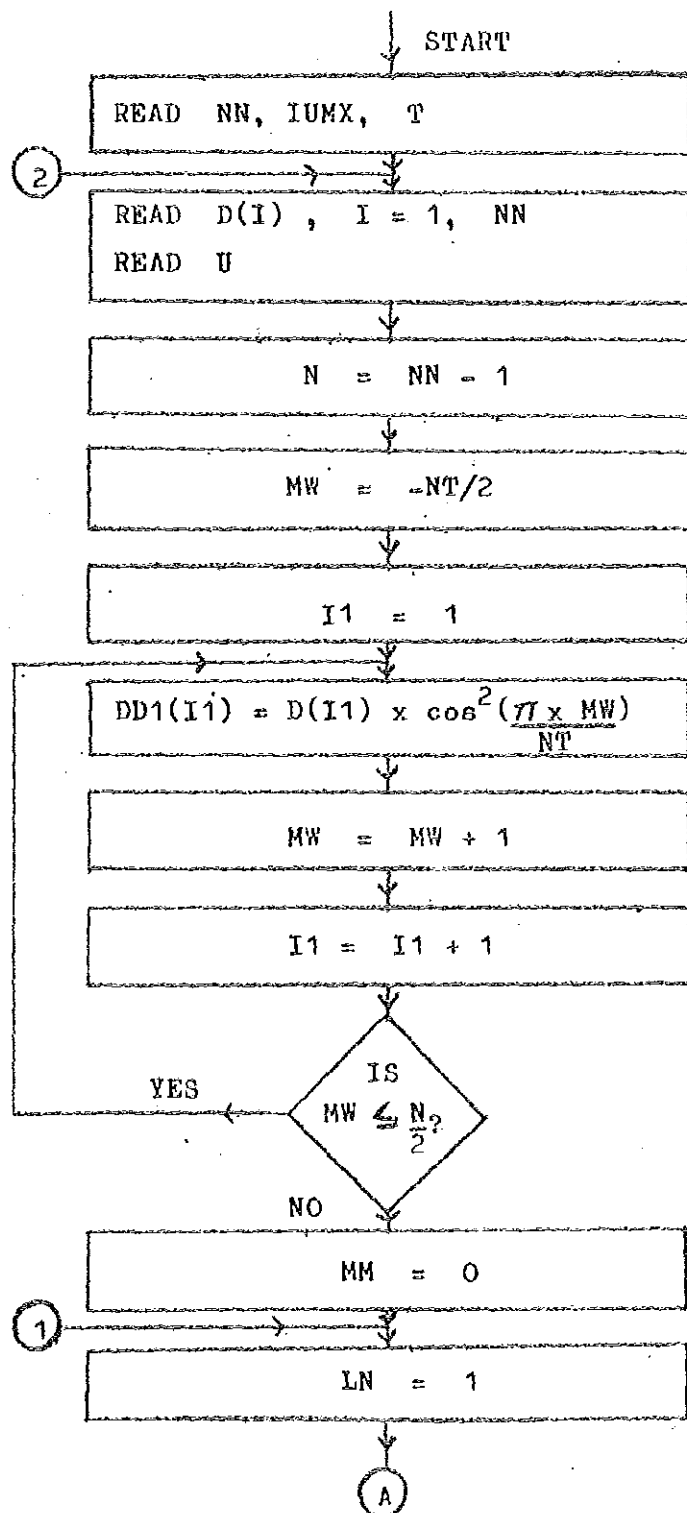 START
READ NN, IUMX, T
2
READ D(I) , I = 1, NN
READ U
N = NN - 1
MW = -NT/2
I1 = 1
DD1(I1) = D(I1) x cos²(π x MW)
NT
MW = MW + 1
I1 = I1 + 1
IS
YES
MW ≤ N?
2
NO
MM = 0
1
LN = 1
A